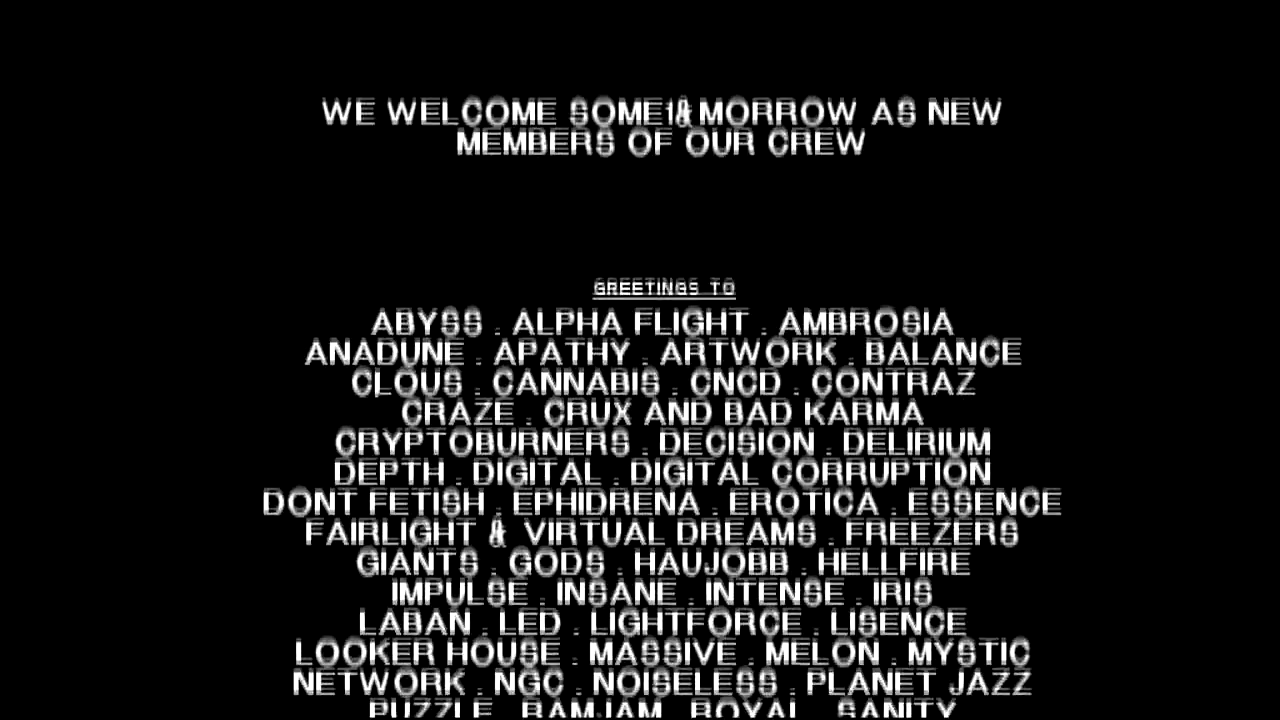 WE WELCOME SOME1 & MORROW AS NEW
MEMBERS OF OUR CREW
GREETINGS TO
ABYSS . ALPHA FLIGHT . AMBROSIA
ANADUNE . APATHY . ARTWORK . BALANCE
CLOUS . CANNABIS . CNCD . CONTRAZ
CRAZE . CRUX AND BAD KARMA
CRYPTOBURNERS . DECISION . DELIRIUM
DEPTH . DIGITAL . DIGITAL CORRUPTION
DONT FETISH . EPHIDRENA . EROTICA . ESSENCE
FAIRLIGHT & VIRTUAL DREAMS . FREEZERS
GIANTS . GODS . HAUJOBB . HELLFIRE
IMPULSE . INSANE . INTENSE . IRIS
LABAN . LED . LIGHTFORCE . LISENCE
LOOKER HOUSE . MASSIVE . MELON . MYSTIC
NETWORK . NGC . NOISELESS . PLANET JAZZ
PUZZLE . RAMJAM . ROYAL . SANITY